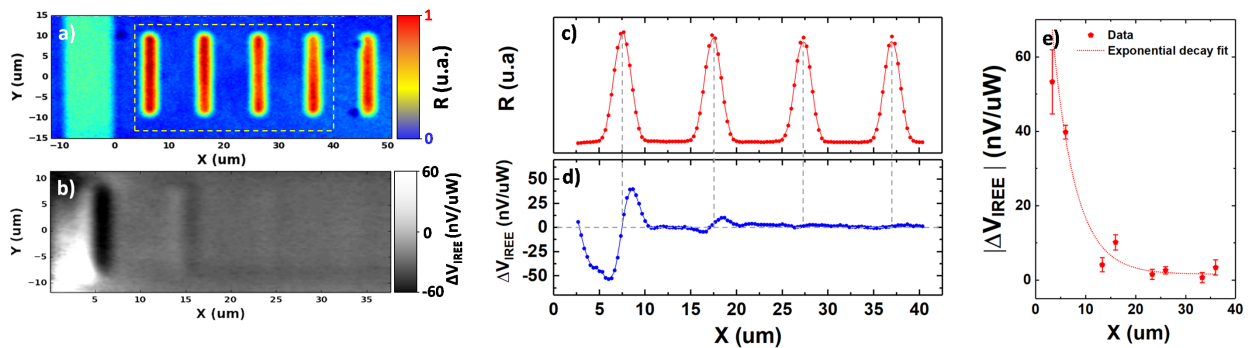 a)
15
10
5
0
−5
−10
−15
Y (um)
−10 0 10 20 30 40 50
X (um)
1
0
R (u.a.)
b)
10
5
0
−5
−10
Y (um)
5 10 15 20 25 30 35
X (um)
60
0
-60
ΔV_IREE (nV/uW)
c)
R (u.a)
d)
50
25
0
-25
-50
ΔV_IREE (nV/uW)
0 5 10 15 20 25 30 35 40
X (um)
e)
Data
Exponential decay fit
60
40
20
0
|ΔV_IREE| (nV/uW)
0 10 20 30 40
X (um)